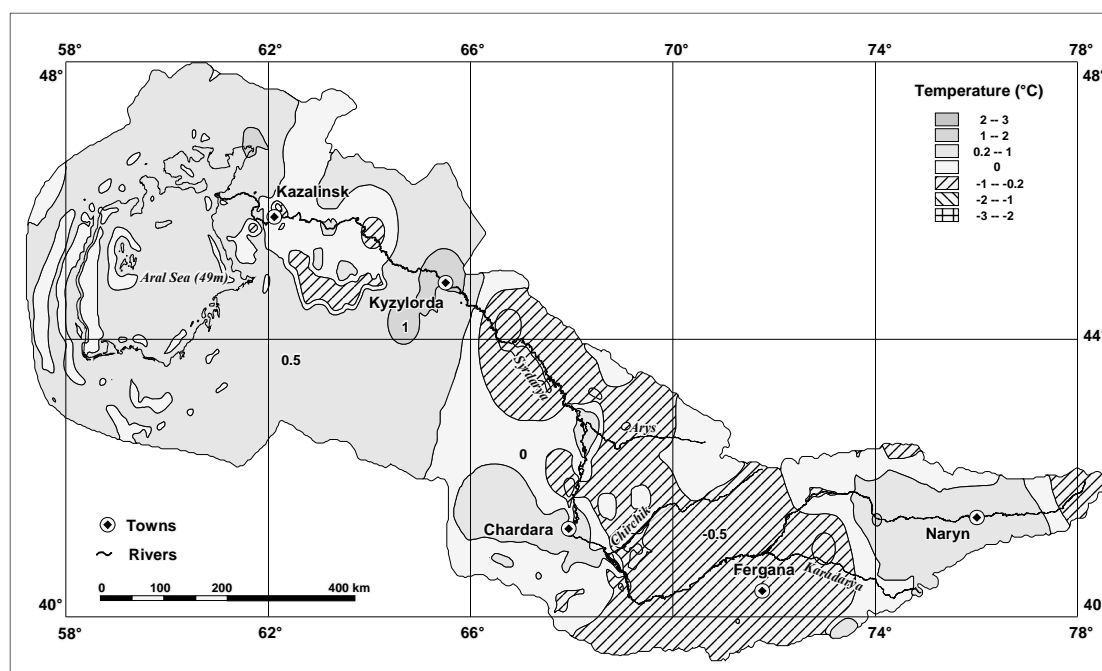 58° 62° 66° 70° 74° 78°
48° 48°
Temperature (°C)
2 -- 3
1 -- 2
0.2 -- 1
0
-1 -- -0.2
-2 -- -1
-3 -- -2
Kazalinsk
Aral Sea (49m)
Kyzylorda
1
44°
0.5
Syrdarya
Arys
0
Chardara
Chirchik
-0.5
Naryn
Fergana
Karadarya
Towns
Rivers
0 100 200 400 km
40° 40°
58° 62° 66° 70° 74° 78°